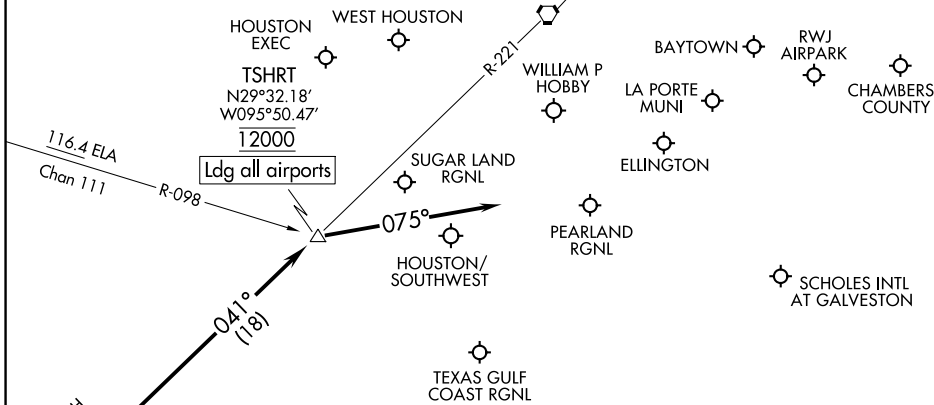 WEST HOUSTON
HOUSTON
EXEC
TSHRT
N29°32.18'
W095°50.47'
12000
Ldg all airports
116.4 ELA
Chan 111
R-098
R-221
WILLIAM P
HOBBY
BAYTOWN
RWJ
AIRPARK
LA PORTE
MUNI
CHAMBERS
COUNTY
ELLINGTON
SUGAR LAND
RGNL
075°
PEARLAND
RGNL
HOUSTON/
SOUTHWEST
SCHOLES INTL
AT GALVESTON
041°
(18)
TEXAS GULF
COAST RGNL